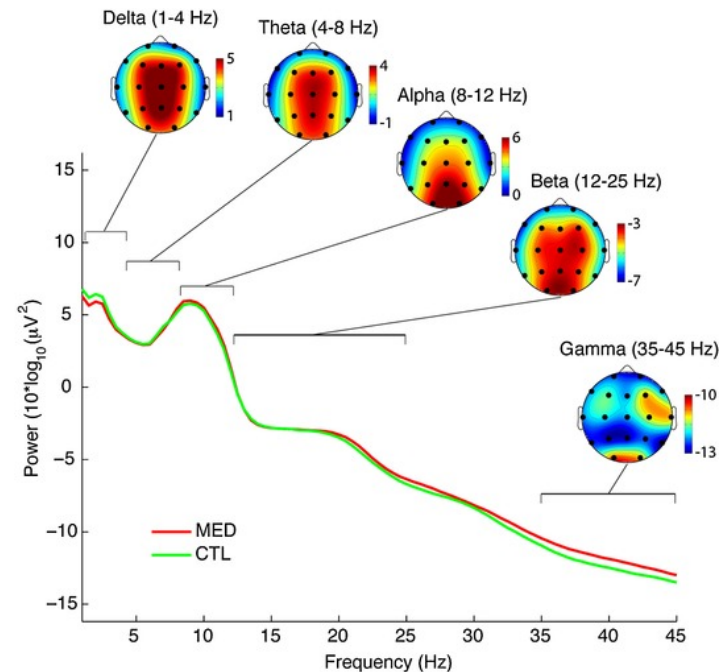 Delta (1-4 Hz)
5
1
Theta (4-8 Hz)
4
-1
Alpha (8-12 Hz)
6
0
Beta (12-25 Hz)
-3
-7
Gamma (35-45 Hz)
-10
-13
Power (10*log10(μV2)
15
10
5
0
−5
−10
−15
MED
CTL
5 10 15 20 25 30 35 40 45
Frequency (Hz)